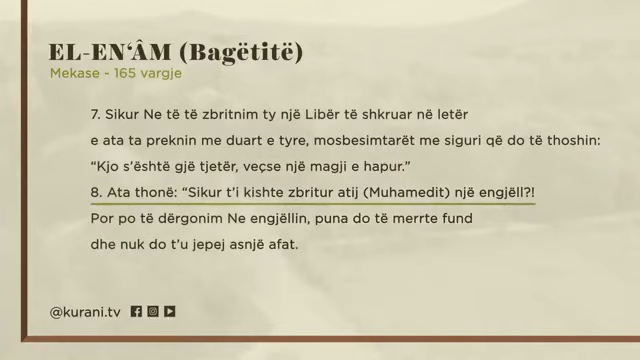 EL-EN‘ÂM (Bagëtitë)
Mekase - 165 vargje
7. Sikur Ne të të zbritnim ty një Libër të shkruar në letër
e ata ta preknin me duart e tyre, mosbesimtarët me siguri që do të thoshin:
“Kjo s’është gjë tjetër, veçse një magji e hapur.”
8. Ata thonë: “Sikur t’i kishte zbritur atij (Muhamedit) një engjëll?!
Por po të dërgonim Ne engjëllin, puna do të merrte fund
dhe nuk do t’u jepej asnjë afat.
@kurani.tv